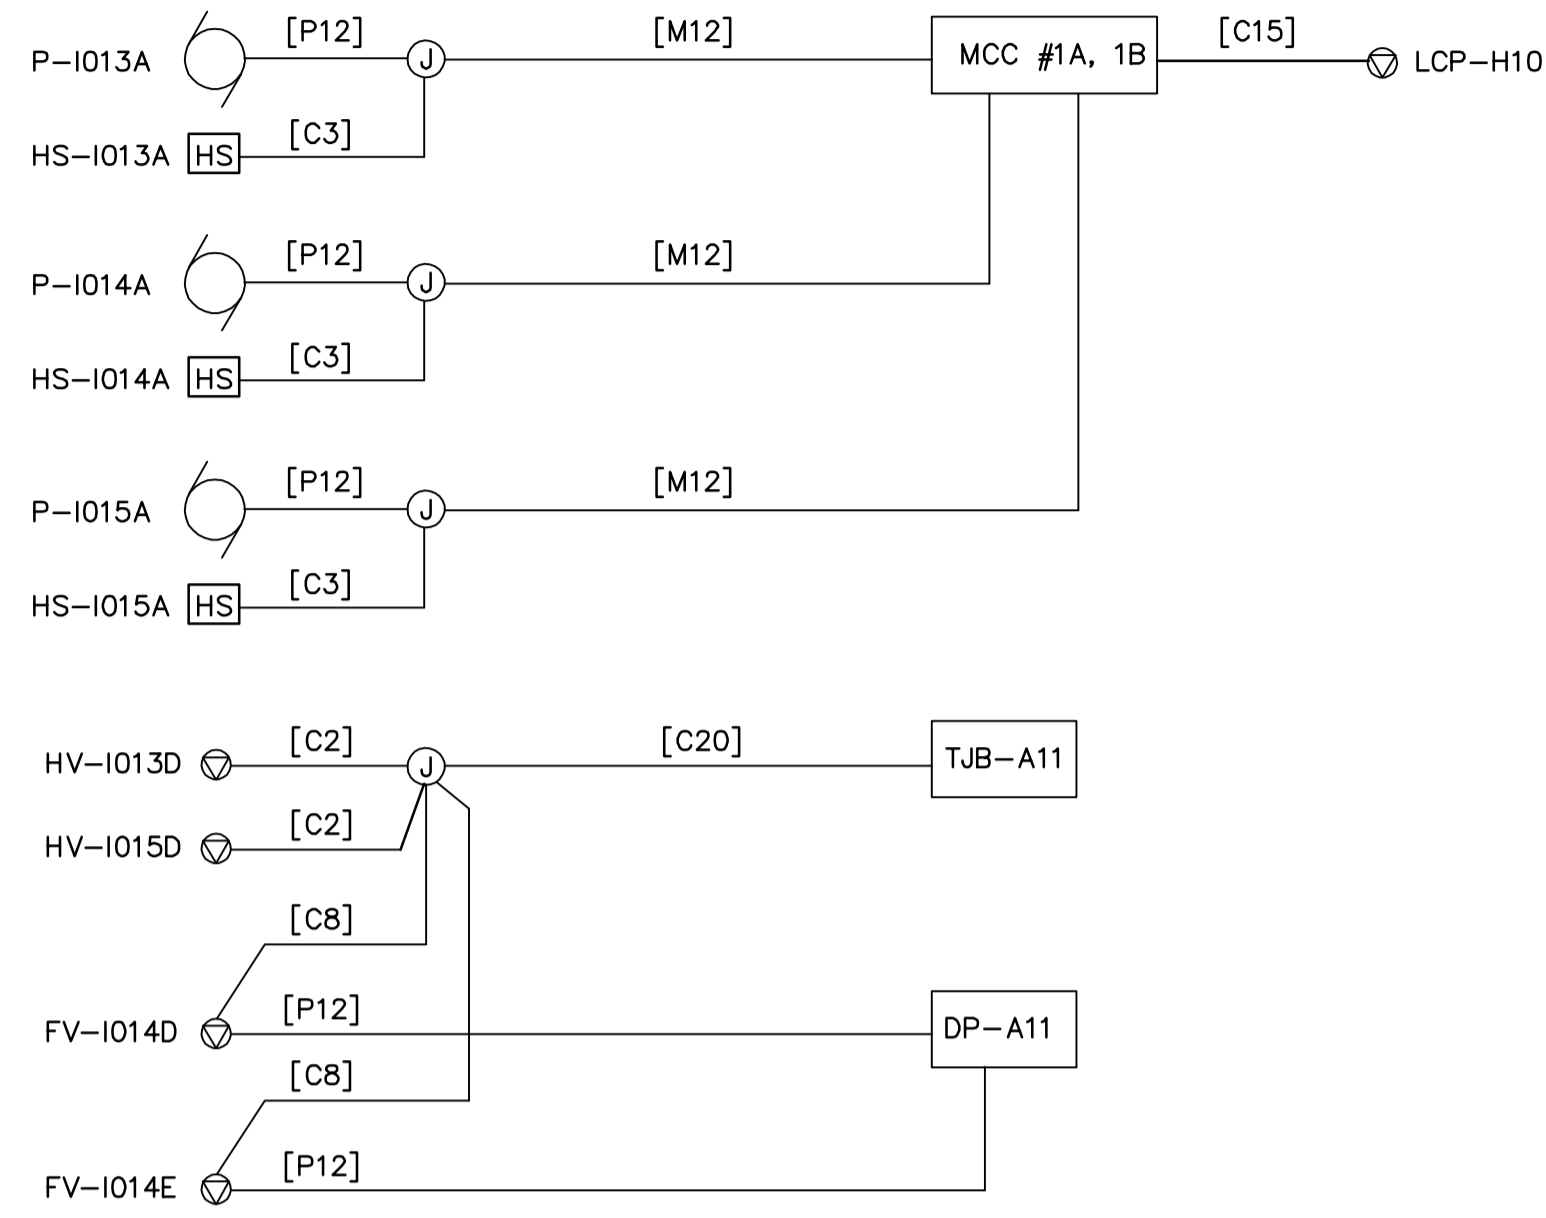 [P12] [M12] [C15]
P-I013A J MCC #1A, 1B LCP-H10
[C3]
HS-I013A HS
[P12] [M12]
P-I014A J
[C3]
HS-I014A HS
[P12] [M12]
P-I015A J
[C3]
HS-I015A HS
[C2] [C20]
HV-I013D J TJB-A11
[C2]
HV-I015D
[C8]
[P12]
FV-I014D DP-A11
[C8]
[P12]
FV-I014E